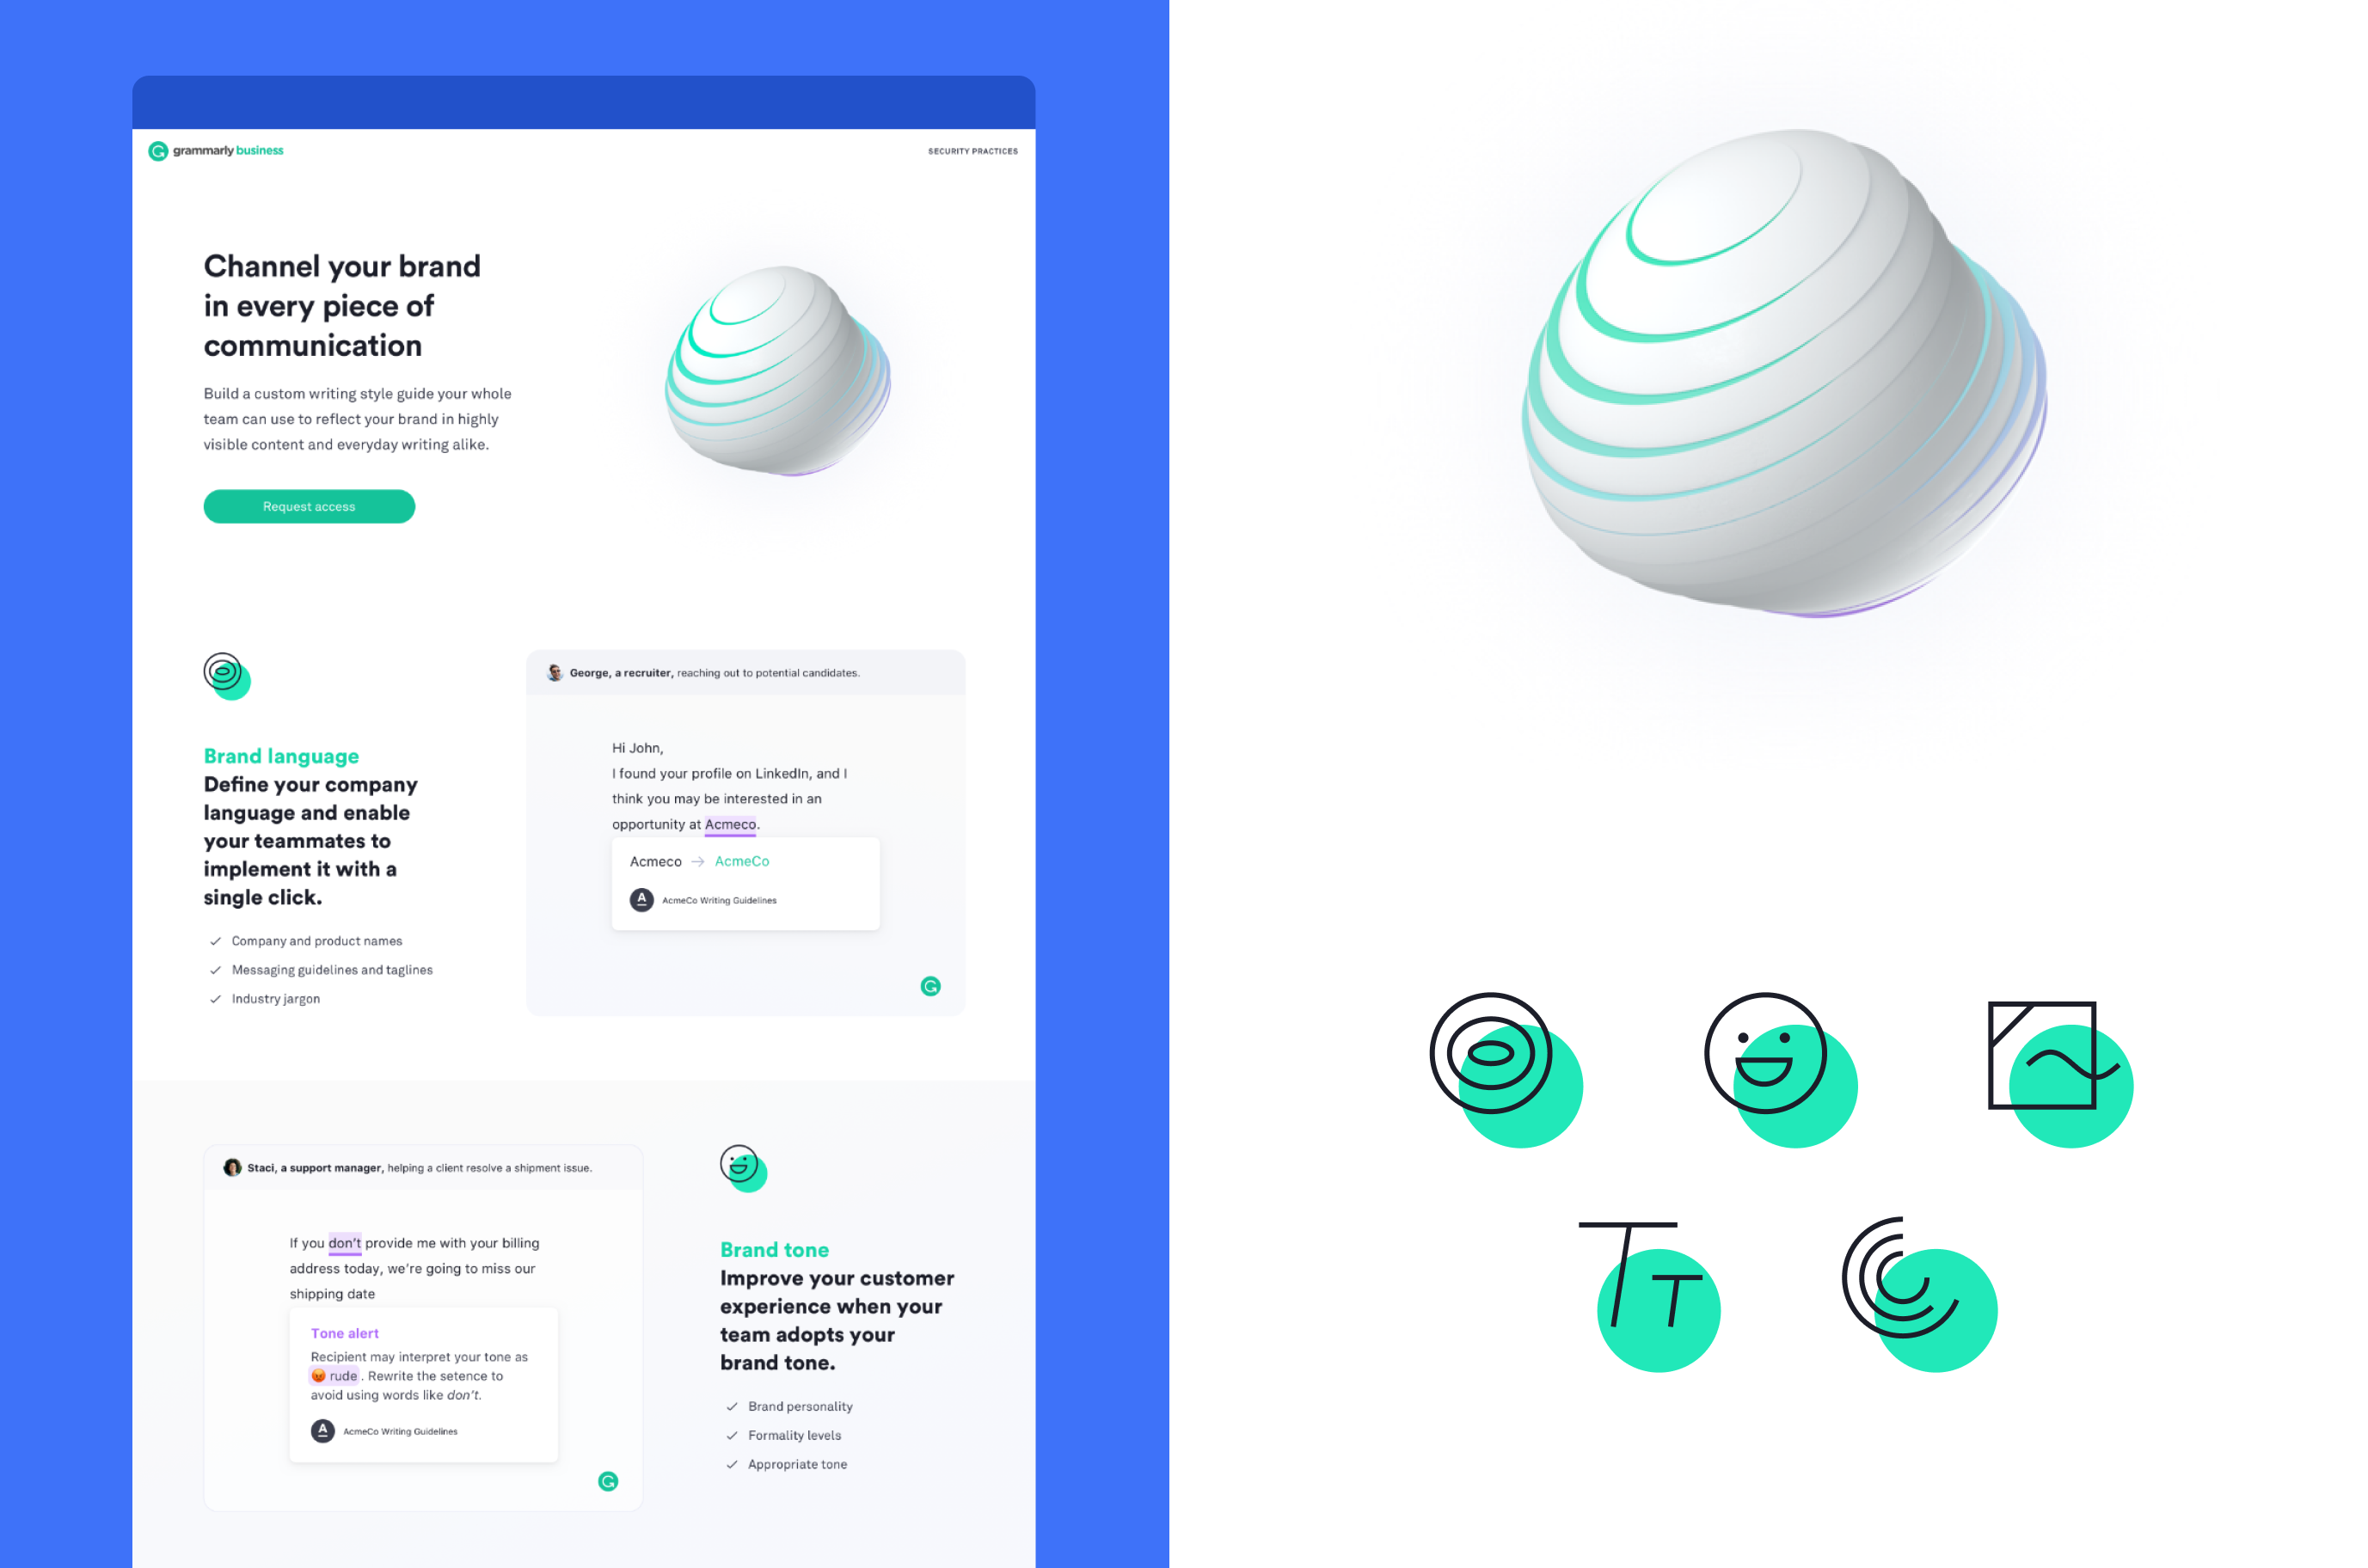 grammarly business
SECURITY PRACTICES
Channel your brand
in every piece of
communication
Build a custom writing style guide your whole
team can use to reflect your brand in highly
visible content and everyday writing alike.
Request access
Brand language
Define your company
language and enable
your teammates to
implement it with a
single click.
Company and product names
Messaging guidelines and taglines
Industry jargon
George, a recruiter, reaching out to potential candidates.
Hi John,
I found your profile on LinkedIn, and I
think you may be interested in an
opportunity at Acmeco.
Acmeco → AcmeCo
A AcmeCo Writing Guidelines
Staci, a support manager, helping a client resolve a shipment issue.
If you don’t provide me with your billing
address today, we’re going to miss our
shipping date
Tone alert
Recipient may interpret your tone as
😡 rude . Rewrite the setence to
avoid using words like don’t.
A AcmeCo Writing Guidelines
Brand tone
Improve your customer
experience when your
team adopts your
brand tone.
Brand personality
Formality levels
Appropriate tone
TT